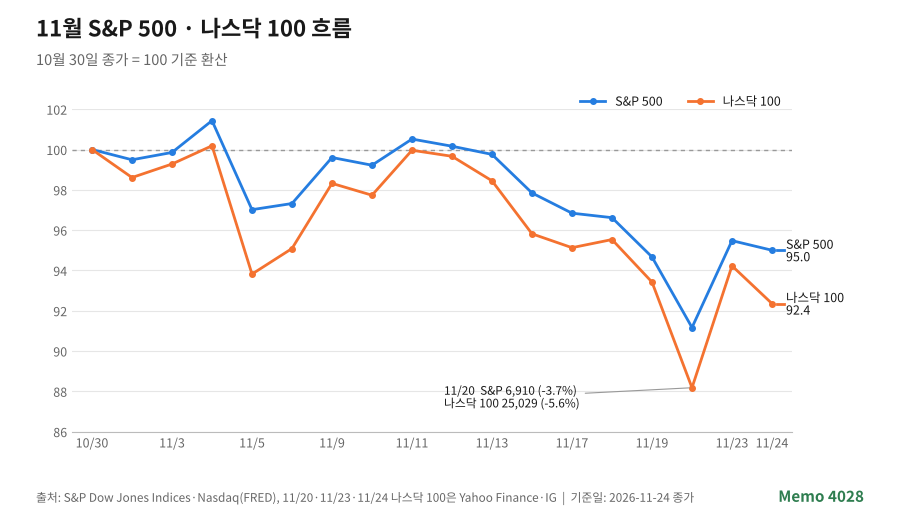 11월 S&P 500 · 나스닥 100 흐름
10월 30일 종가 = 100 기준 환산
S&P 500
나스닥 100
102
100
98
96
94
92
90
88
86
S&P 500
95.0
나스닥 100
92.4
11/20 S&P 6,910 (-3.7%)
나스닥 100 25,029 (-5.6%)
10/30 11/3 11/5 11/9 11/11 11/13 11/17 11/19 11/23 11/24
출처: S&P Dow Jones Indices·Nasdaq(FRED), 11/20·11/23·11/24 나스닥 100은 Yahoo Finance·IG | 기준일: 2026-11-24 종가
Memo 4028